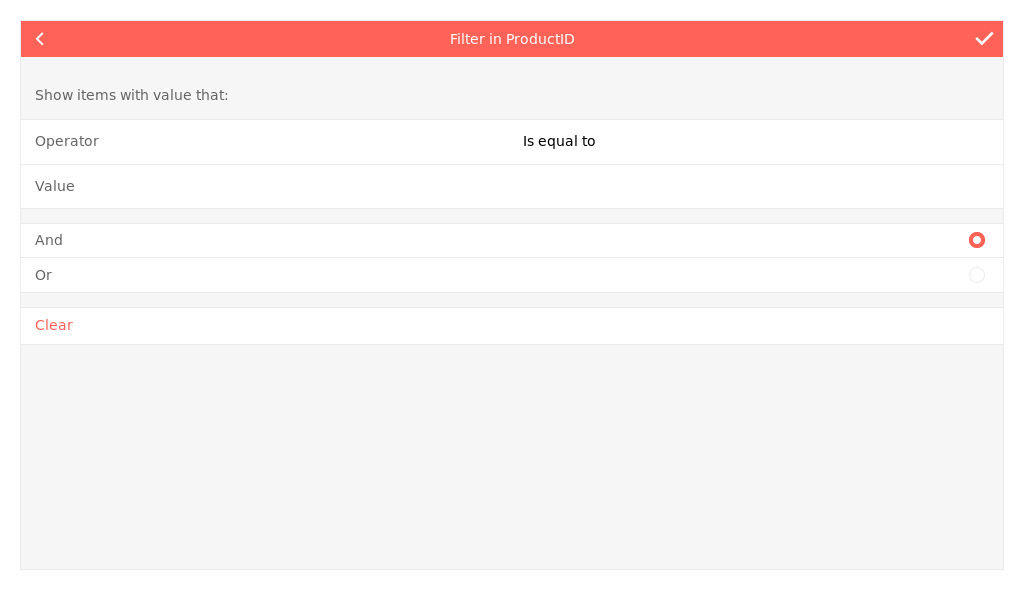 Filter in ProductID
Show items with value that:
Operator Is equal to
Value
And
Or
Clear